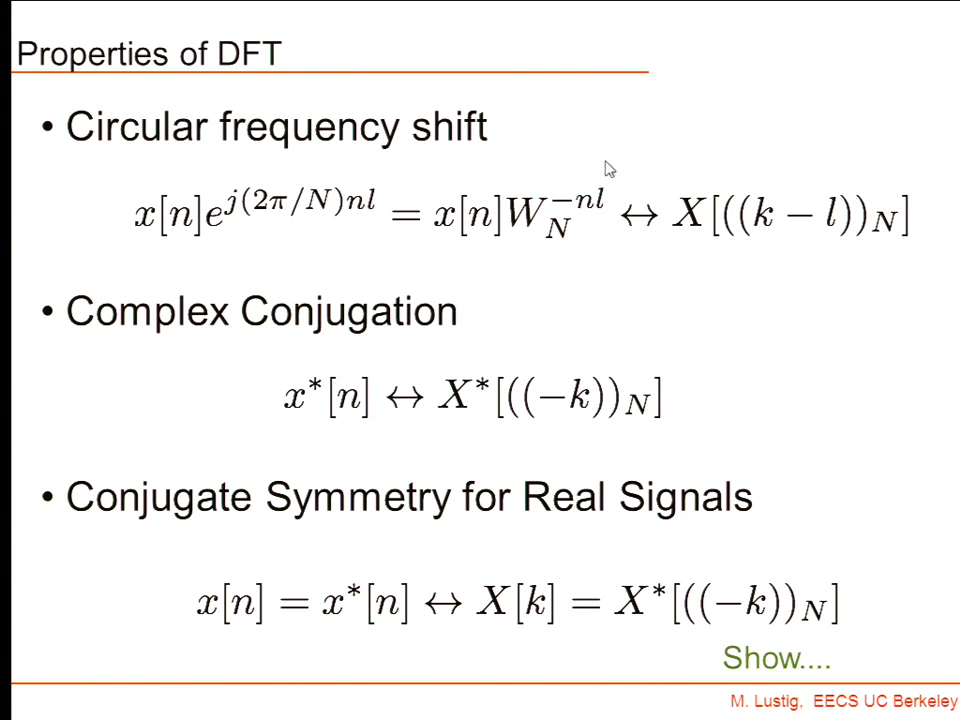 Properties of DFT
• Circular frequency shift
x[n]e^{j(2π/N)nl} = x[n]W_N^{-nl} ↔ X[((k − l))_N]
• Complex Conjugation
x*[n] ↔ X*[((−k))_N]
• Conjugate Symmetry for Real Signals
x[n] = x*[n] ↔ X[k] = X*[((−k))_N]
Show....
M. Lustig, EECS UC Berkeley